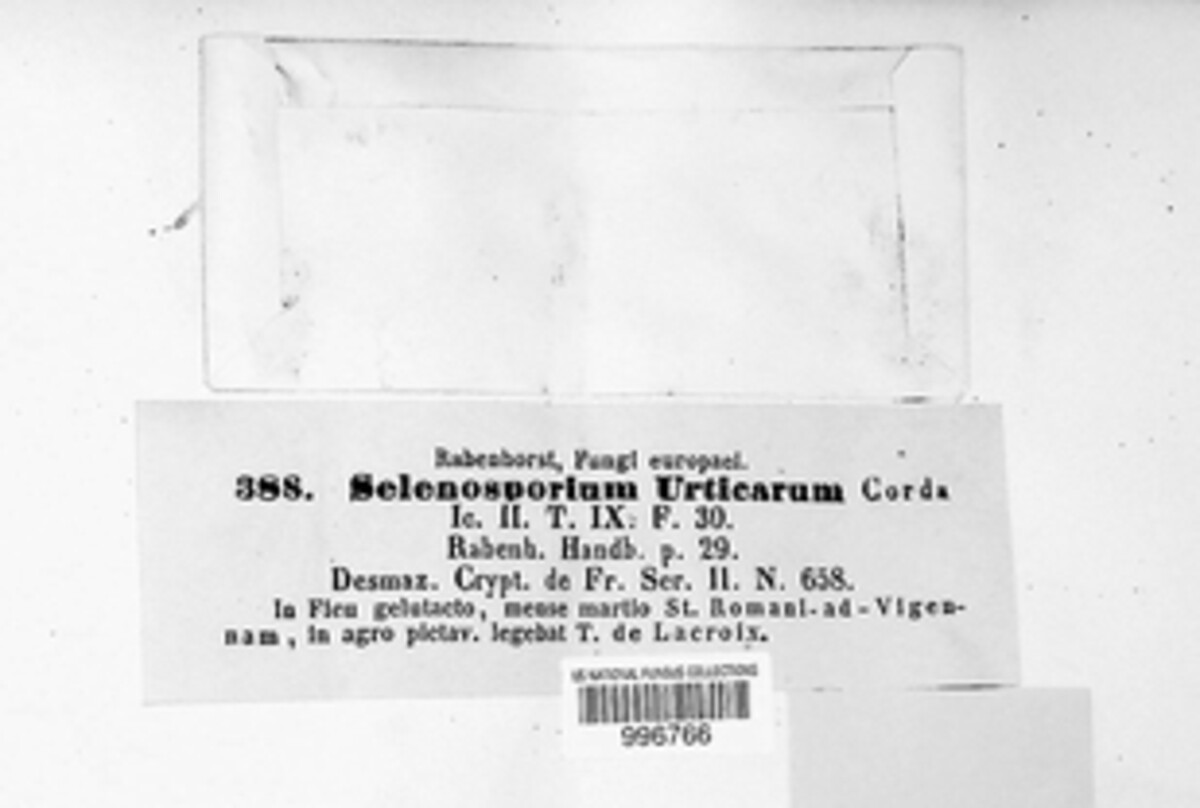 Rabenhorst, Fungi europaei.
388. Selenosporium Urticarum Corda
Ic. II. T. IX. F. 30.
Rabenh. Handb. p. 29.
Desmaz. Crypt. de Fr. Ser. II. N. 658.
In Ficu gelutacto, mense martio St. Romani-ad-Vigen-
nam, in agro pictav. legebat T. de Lacroix.
US NATIONAL FUNGUS COLLECTIONS
996766